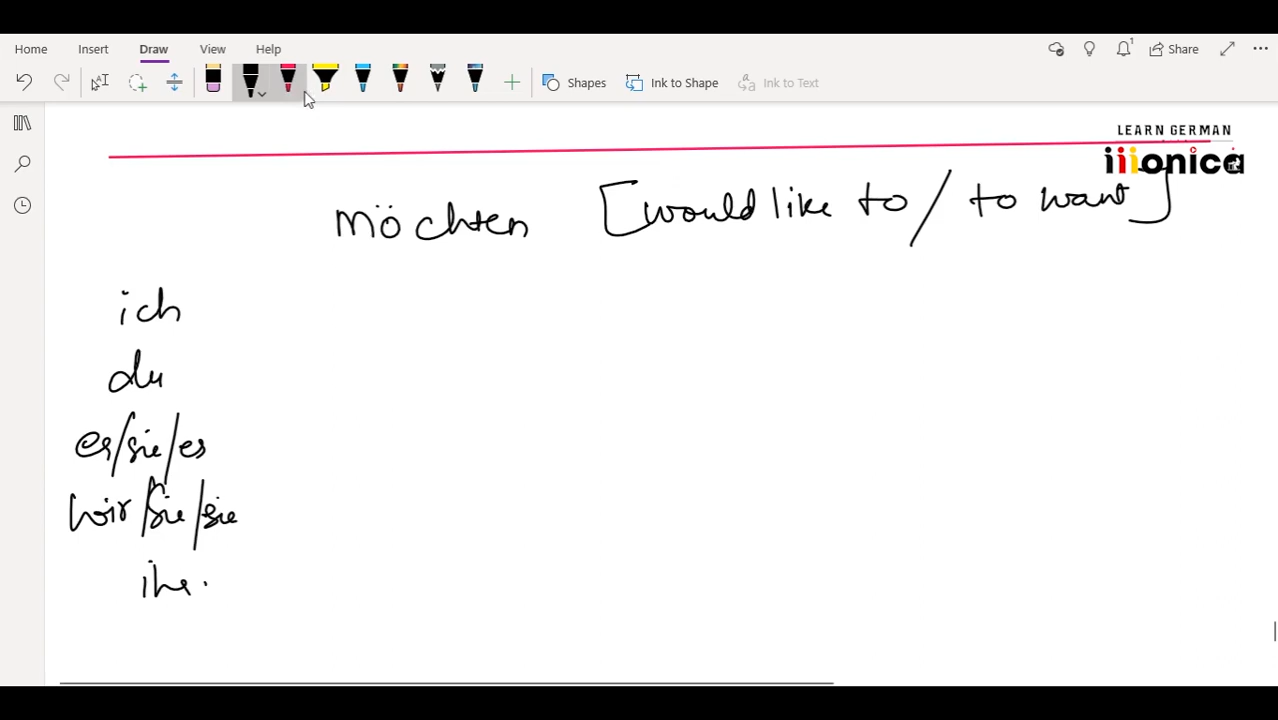 Home Insert Draw View Help Share
Shapes Ink to Shape Ink to Text
LEARN GERMAN
iiionica
möchten [would like to / to want]
ich
du
er/sie/es
wir/Sie/sie
ihr.